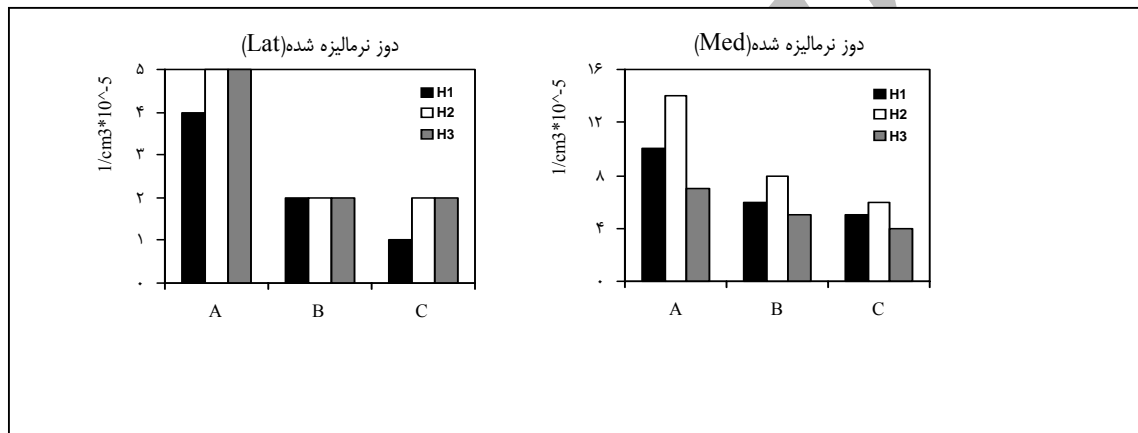 دوز نرمالیزه شده(Lat)
1/cm3*10^-5
۵
۴
۳
۲
۱
۰
H1
H2
H3
A B C
دوز نرمالیزه شده(Med)
1/cm3*10^-5
۱۶
۱۲
۸
۴
۰
H1
H2
H3
A B C